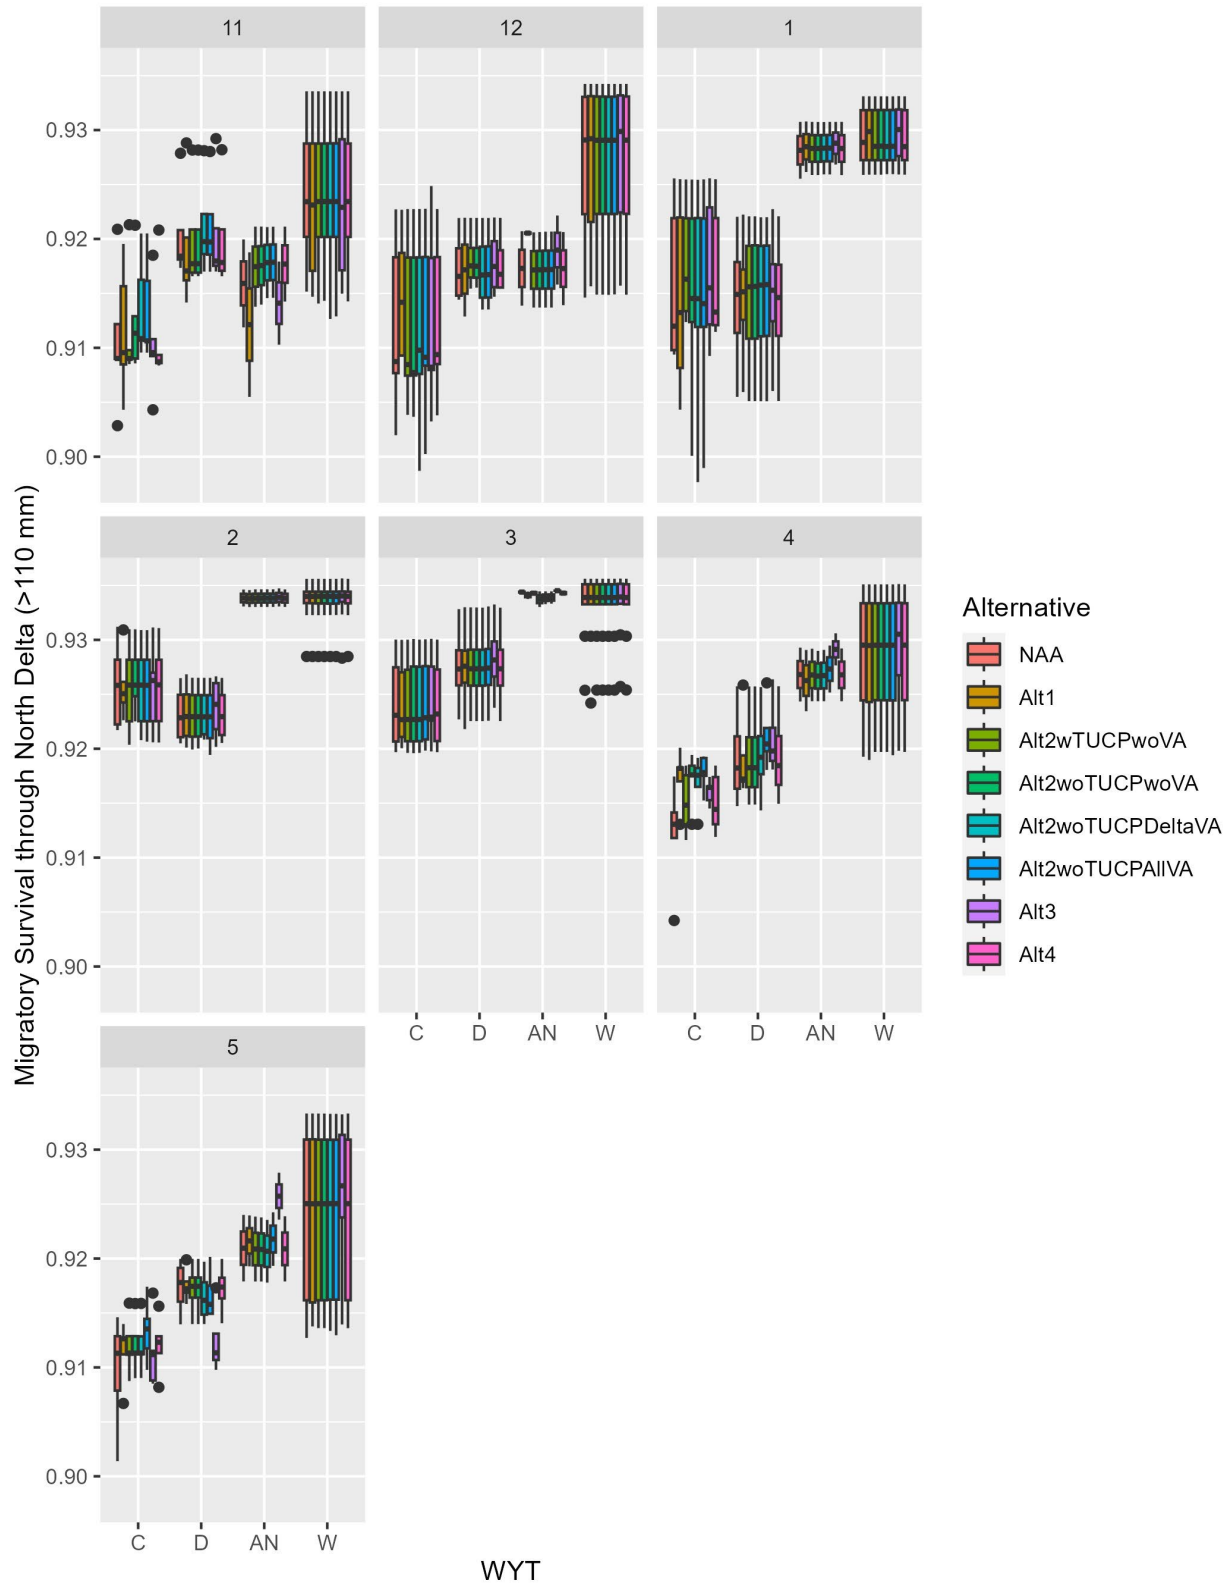 11
12
1
0.93
0.92
0.91
0.90
2
3
4
0.93
0.92
0.91
0.90
C D AN W
C D AN W
5
0.93
0.92
0.91
0.90
C D AN W
WYT
Migratory Survival through North Delta (>110 mm)
Alternative
NAA
Alt1
Alt2wTUCPwoVA
Alt2woTUCPwoVA
Alt2woTUCPDeltaVA
Alt2woTUCPAllVA
Alt3
Alt4